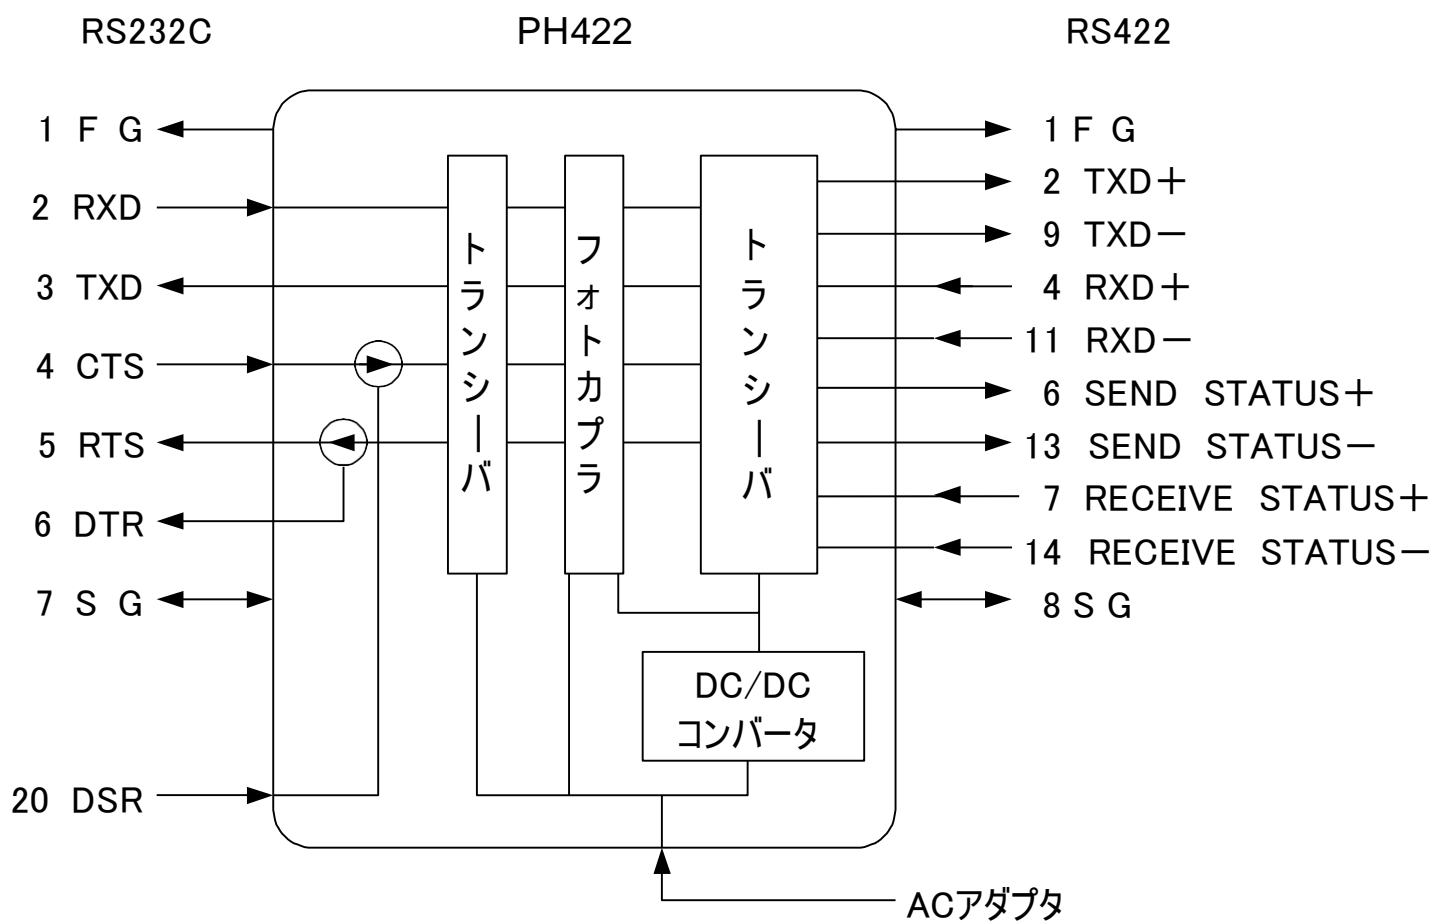 RS232C
PH422
RS422
1 F G
2 RXD
3 TXD
4 CTS
5 RTS
6 DTR
7 S G
20 DSR
トランシーバ
フォトカプラ
トランシーバ
DC/DC
コンバータ
1 F G
2 TXD＋
9 TXD－
4 RXD＋
11 RXD－
6 SEND STATUS＋
13 SEND STATUS－
7 RECEIVE STATUS＋
14 RECEIVE STATUS－
8 S G
ACアダプタ